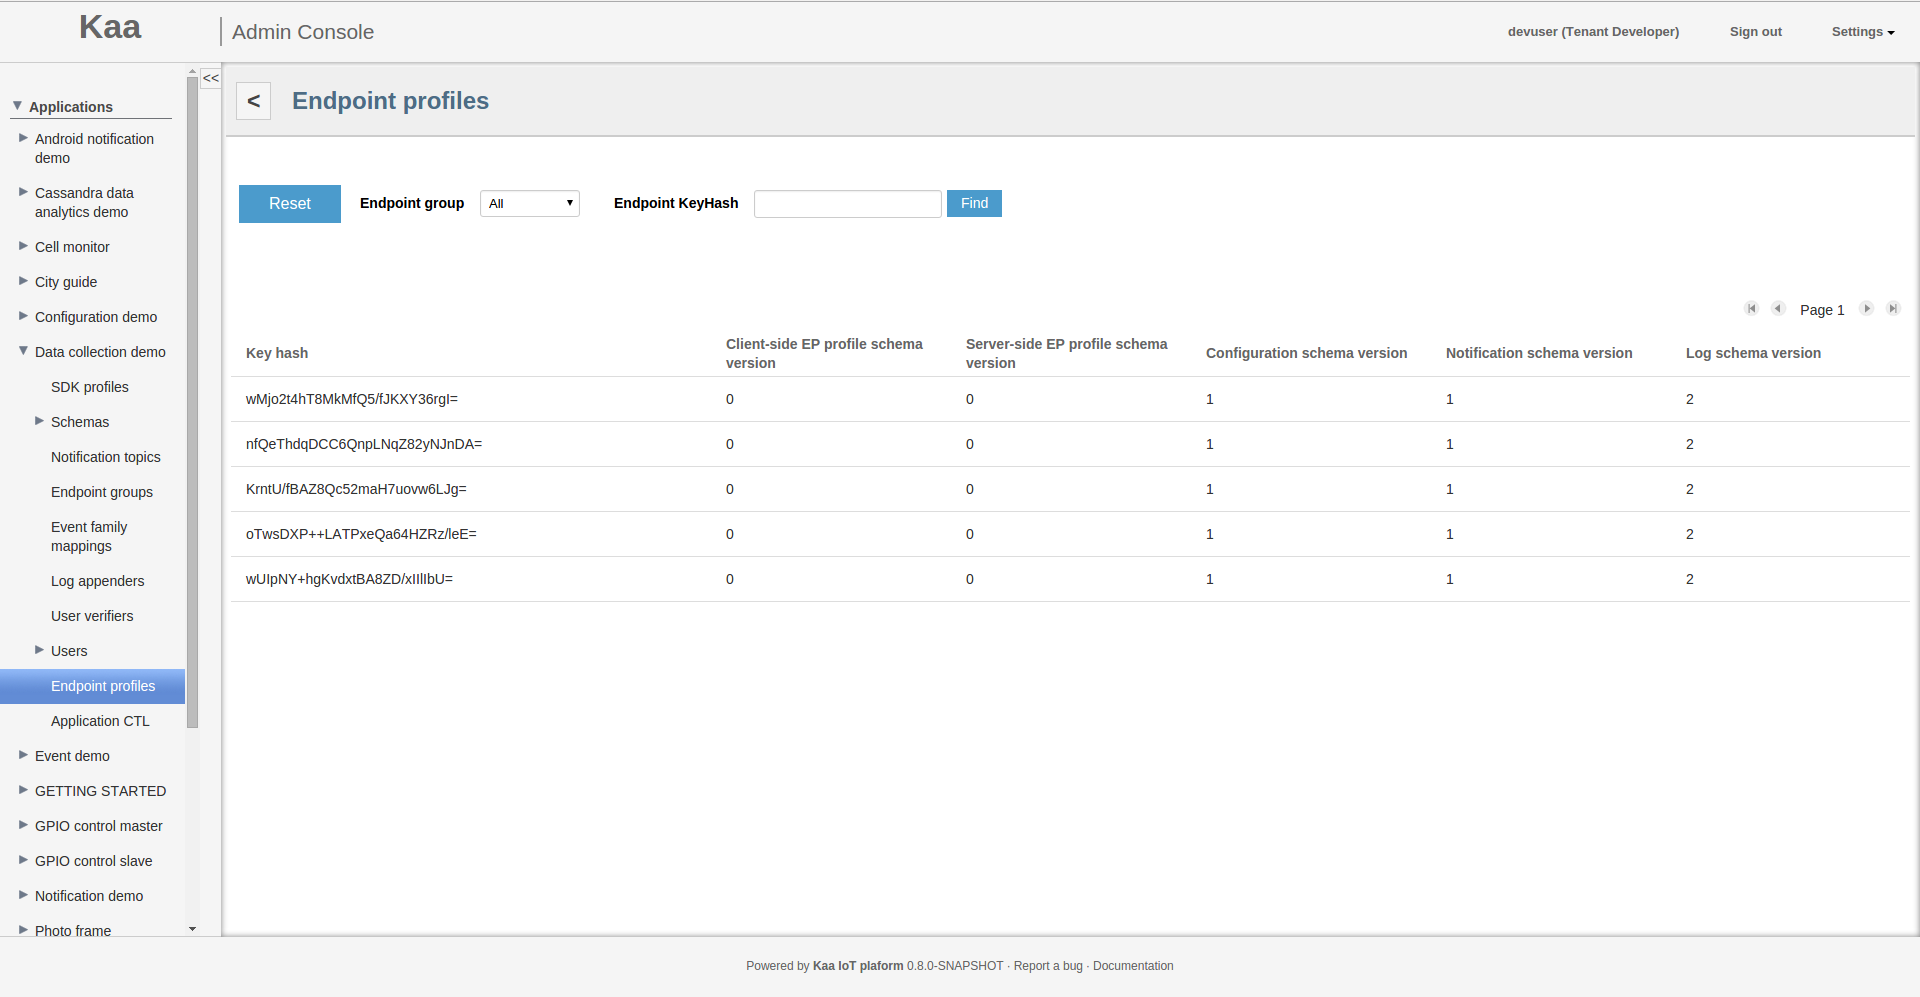 Kaa
Admin Console
devuser (Tenant Developer)
Sign out
Settings
<<
Applications
Android notification
demo
Cassandra data
analytics demo
Cell monitor
City guide
Configuration demo
Data collection demo
SDK profiles
Schemas
Notification topics
Endpoint groups
Event family
mappings
Log appenders
User verifiers
Users
Endpoint profiles
Application CTL
Event demo
GETTING STARTED
GPIO control master
GPIO control slave
Notification demo
Photo frame
< Endpoint profiles
Reset Endpoint group All Endpoint KeyHash Find
Page 1
Key hash
Client-side EP profile schema
version
Server-side EP profile schema
version
Configuration schema version
Notification schema version
Log schema version
wMjo2t4hT8MkMfQ5/fJKXY36rgI= 0 0 1 1 2
nfQeThdqDCC6QnpLNqZ82yNJnDA= 0 0 1 1 2
KrntU/fBAZ8Qc52maH7uovw6LJg= 0 0 1 1 2
oTwsDXP++LATPxeQa64HZRz/leE= 0 0 1 1 2
wUIpNY+hgKvdxtBA8ZD/xIIlIbU= 0 0 1 1 2
Powered by Kaa IoT plaform 0.8.0-SNAPSHOT · Report a bug · Documentation